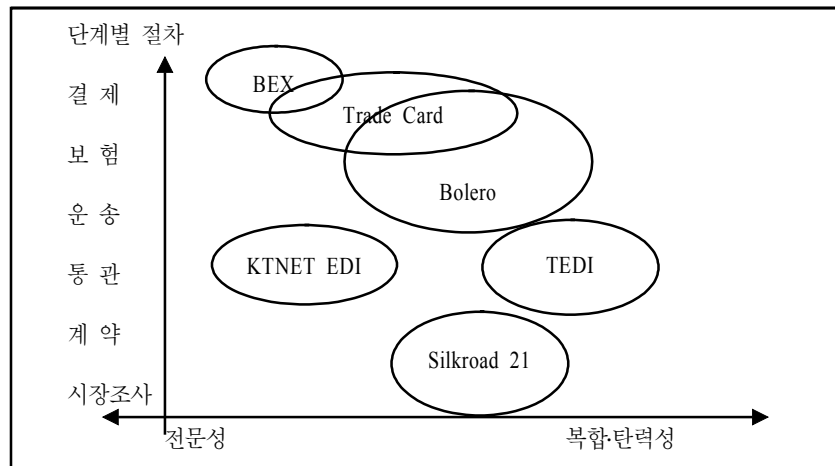 단계별 절차
BEX
결 제
Trade Card
보 험
Bolero
운 송
KTNET EDI
TEDI
통 관
계 약
Silkroad 21
시장조사
전문성
복합·탄력성